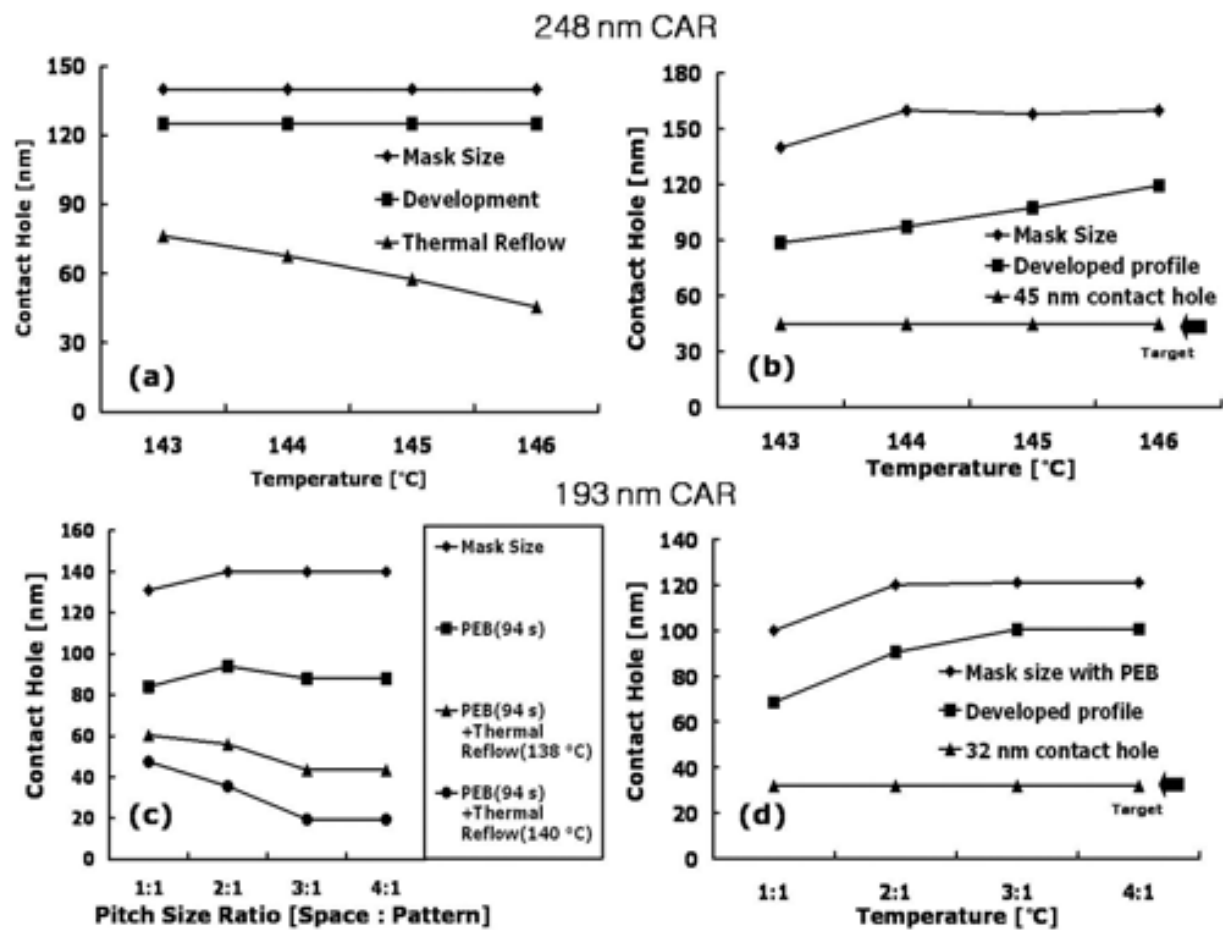 248 nm CAR
150
120
90
60
30
0
Contact Hole [nm]
Mask Size
Development
Thermal Reflow
(a)
143 144 145 146
Temperature [°C]
180
150
120
90
60
30
0
Contact Hole [nm]
Mask Size
Developed profile
45 nm contact hole
Target
(b)
143 144 145 146
Temperature [°C]
193 nm CAR
160
140
120
100
80
60
40
20
0
Contact Hole [nm]
(c)
1:1 2:1 3:1 4:1
Pitch Size Ratio [Space : Pattern]
Mask Size
PEB(94 s)
PEB(94 s)
+Thermal
Reflow(138 °C)
PEB(94 s)
+Thermal
Reflow(140 °C)
140
120
100
80
60
40
20
0
Contact Hole [nm]
Mask size with PEB
Developed profile
32 nm contact hole
Target
(d)
1:1 2:1 3:1 4:1
Temperature [°C]